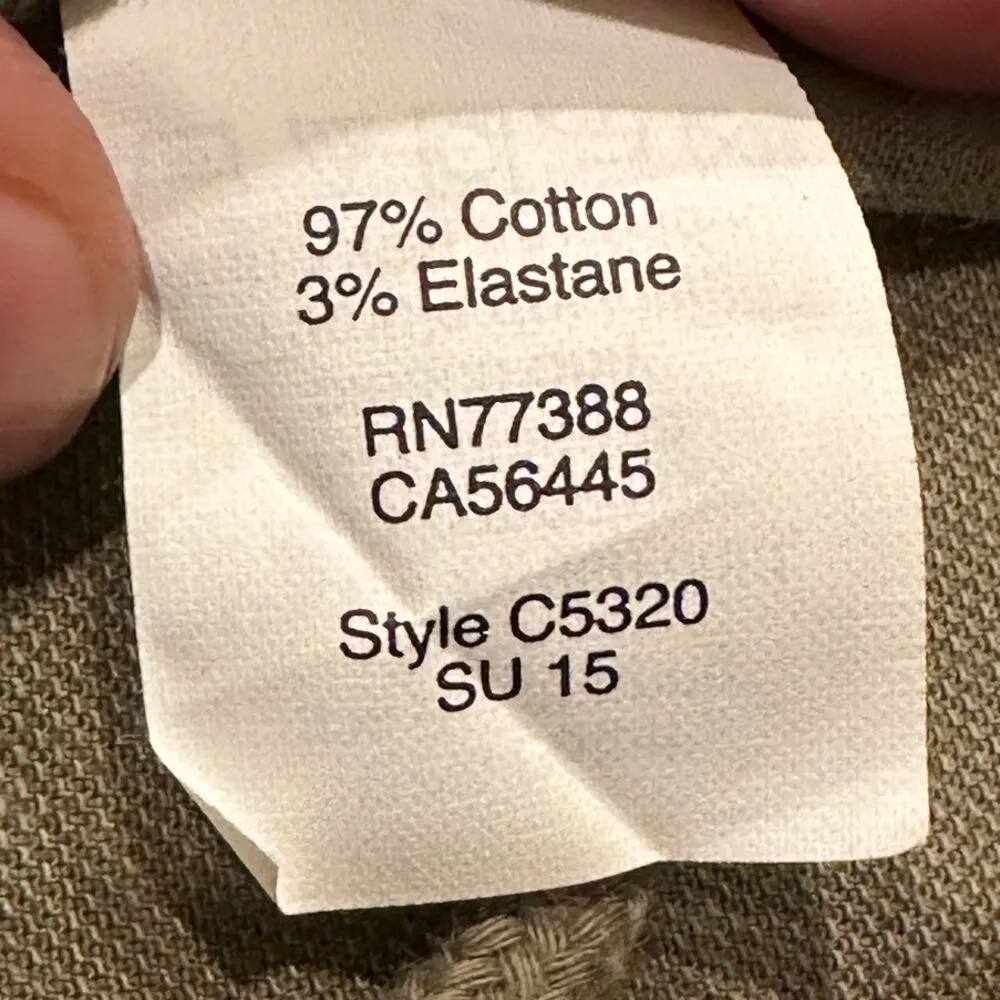 97% Cotton
3% Elastane
RN77388
CA56445
Style C5320
SU 15